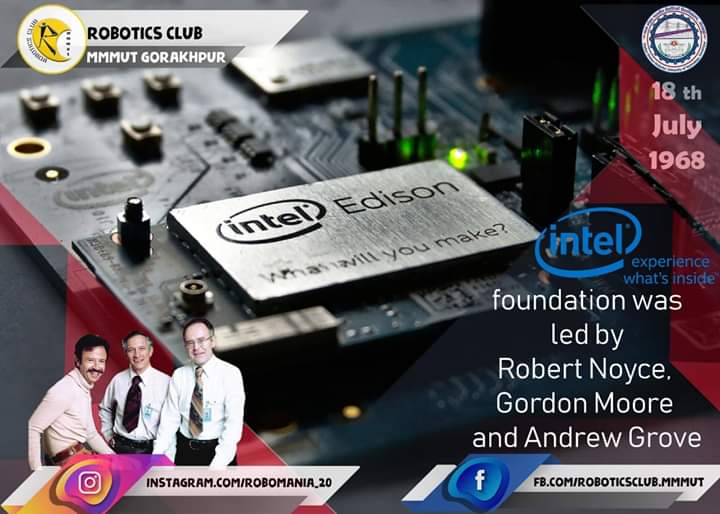 ROBOTICS CLUB
MMMUT GORAKHPUR
18 th
July
1968
intel Edison
What will you make?
intel
experience
what's inside
foundation was
led by
Robert Noyce,
Gordon Moore
and Andrew Grove
INSTAGRAM.COM/ROBOMANIA_20
FB.COM/ROBOTICSCLUB.MMMUT